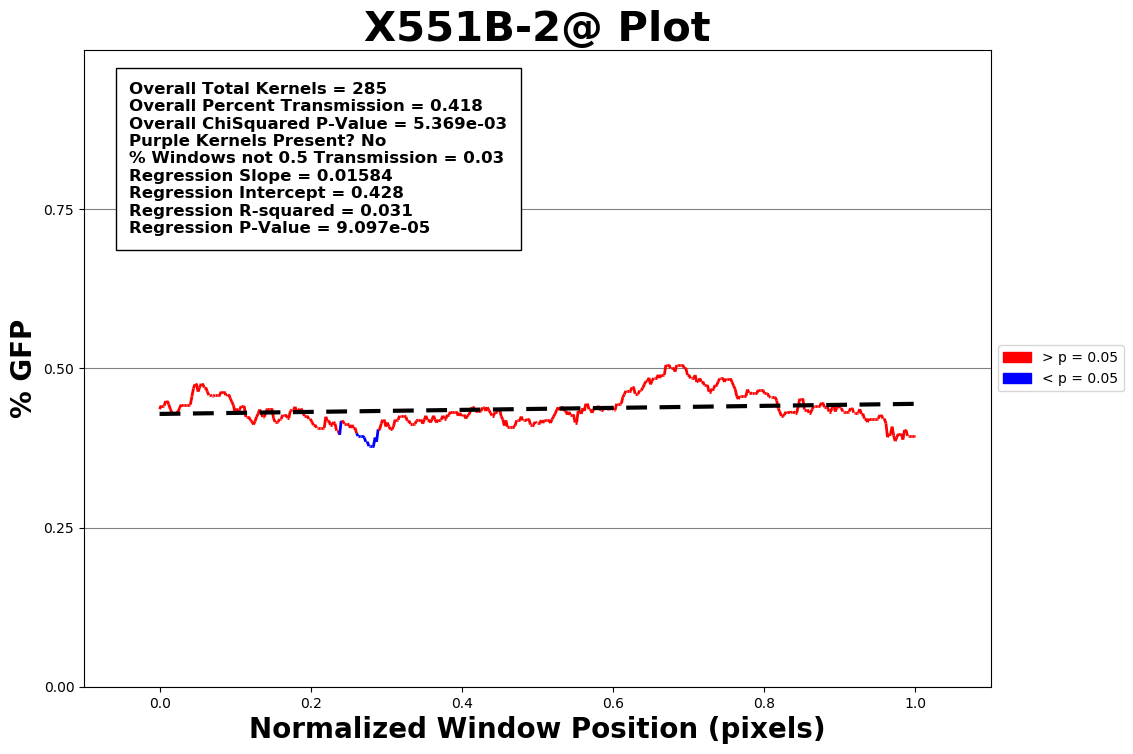 X551B-2@ Plot
Overall Total Kernels = 285
Overall Percent Transmission = 0.418
Overall ChiSquared P-Value = 5.369e-03
Purple Kernels Present? No
% Windows not 0.5 Transmission = 0.03
Regression Slope = 0.01584
Regression Intercept = 0.428
Regression R-squared = 0.031
Regression P-Value = 9.097e-05
% GFP
0.75
0.50
0.25
0.00
> p = 0.05
< p = 0.05
0.0 0.2 0.4 0.6 0.8 1.0
Normalized Window Position (pixels)